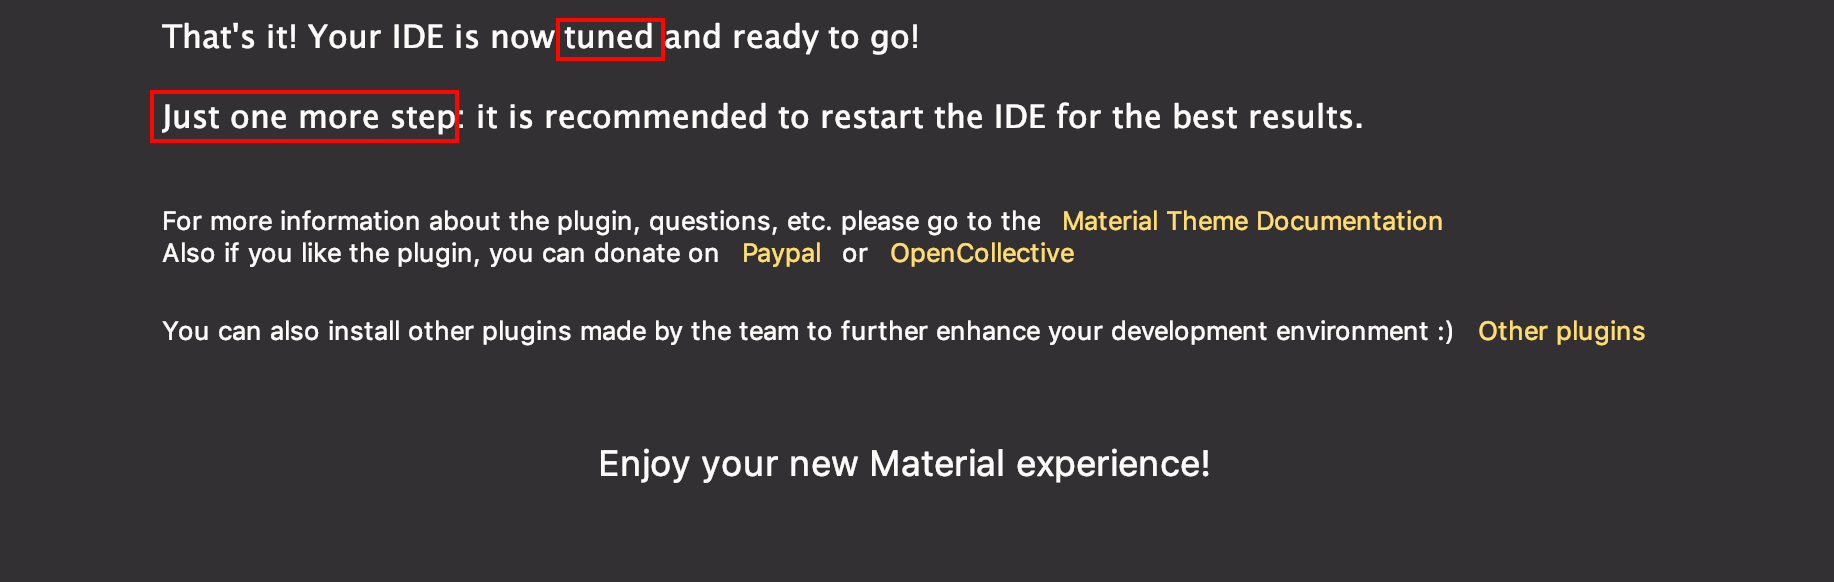 That's it! Your IDE is now tuned and ready to go!
Just one more step: it is recommended to restart the IDE for the best results.
For more information about the plugin, questions, etc. please go to the Material Theme Documentation
Also if you like the plugin, you can donate on Paypal or OpenCollective
You can also install other plugins made by the team to further enhance your development environment :) Other plugins
Enjoy your new Material experience!